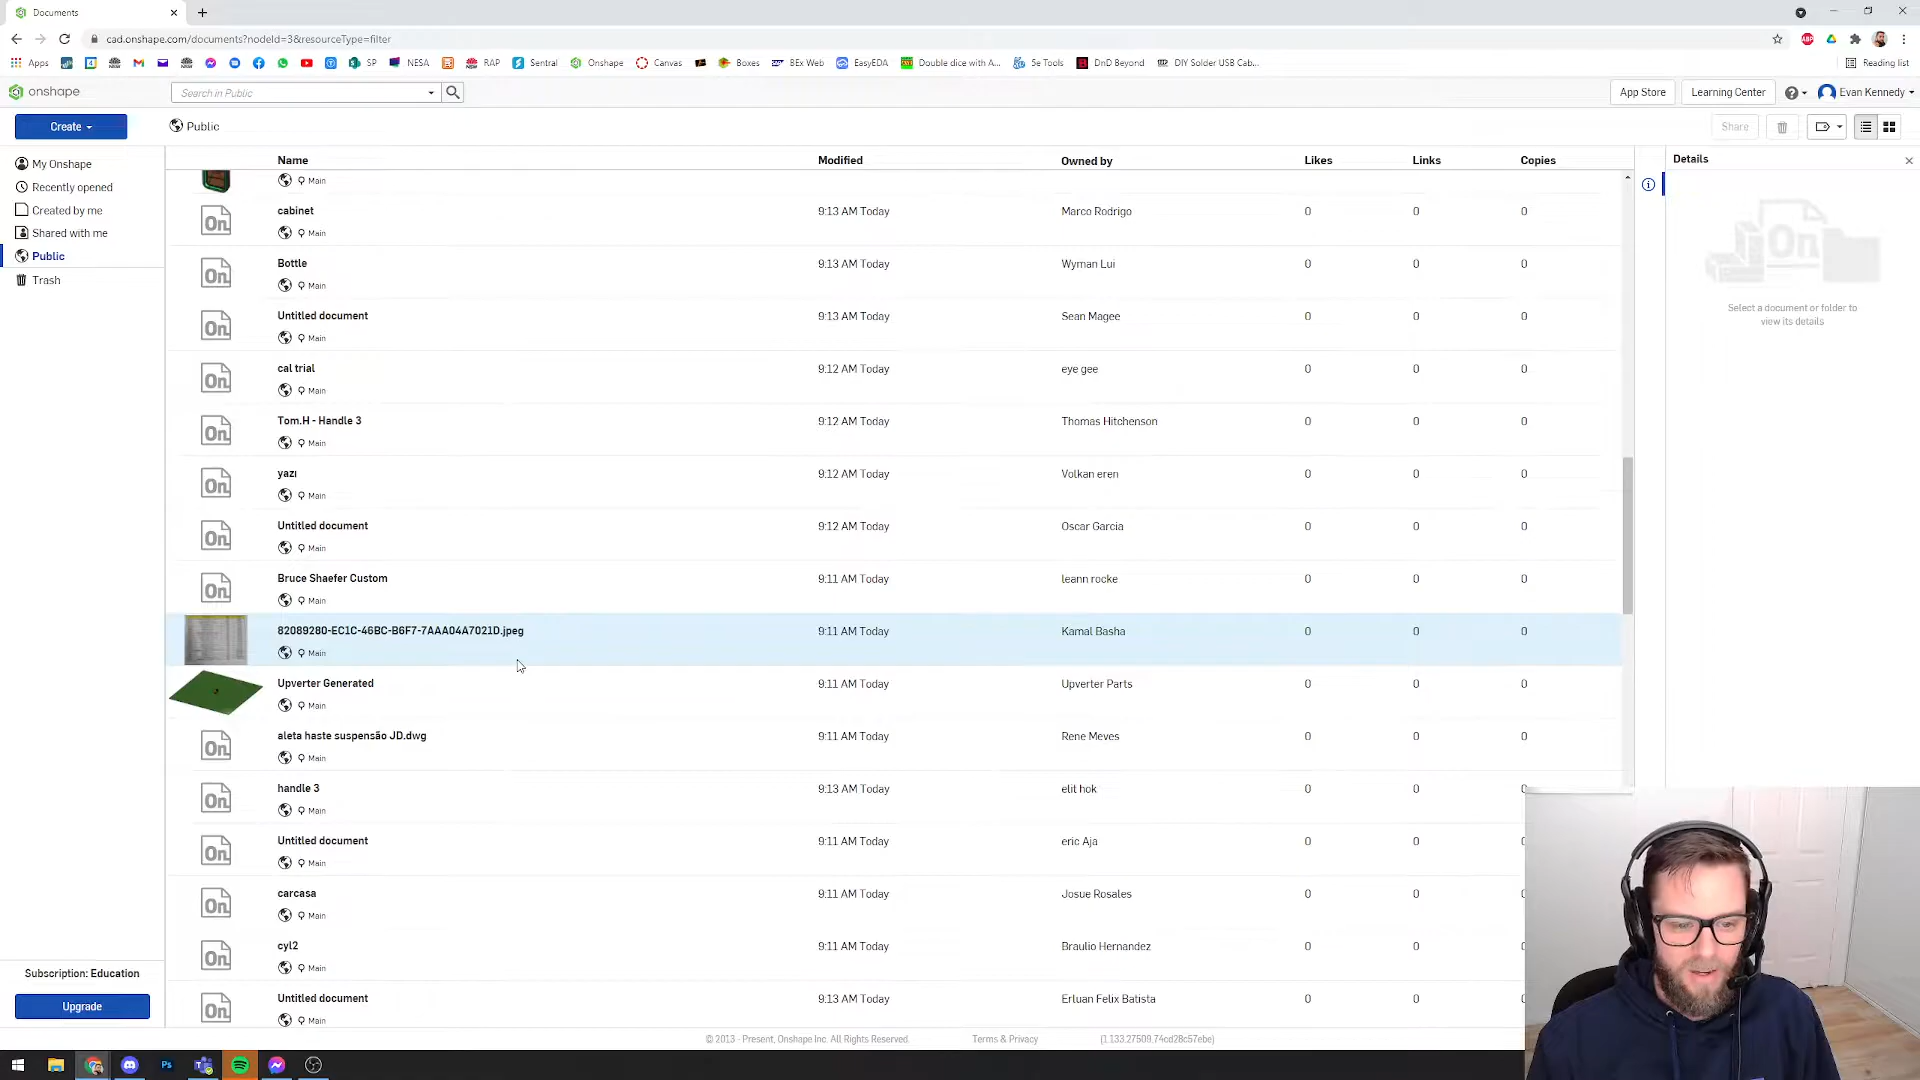 Documents
cad.onshape.com/documents?nodeId=3&resourceType=filter
Apps
SP
NESA
RAP
Sentral
Onshape
Canvas
Boxes
BEx Web
EasyEDA
Double dice with A...
5e Tools
DnD Beyond
DIY Solder USB Cab...
Reading list
onshape
Search in Public
App Store
Learning Center
Evan Kennedy
Create
Public
Share
My Onshape
Recently opened
Created by me
Shared with me
Public
Trash
Name Modified Owned by Likes Links Copies
Main
cabinet 9:13 AM Today Marco Rodrigo 0 0 0
Main
Bottle 9:13 AM Today Wyman Lui 0 0 0
Main
Untitled document 9:13 AM Today Sean Magee 0 0 0
Main
cal trial 9:12 AM Today eye gee 0 0 0
Main
Tom.H - Handle 3 9:12 AM Today Thomas Hitchenson 0 0 0
Main
yazı 9:12 AM Today Volkan eren 0 0 0
Main
Untitled document 9:12 AM Today Oscar Garcia 0 0 0
Main
Bruce Shaefer Custom 9:11 AM Today leann rocke 0 0 0
Main
82089280-EC1C-46BC-B6F7-7AAA04A7021D.jpeg 9:11 AM Today Kamal Basha 0 0 0
Main
Upverter Generated 9:11 AM Today Upverter Parts 0 0 0
Main
aleta haste suspensão JD.dwg 9:11 AM Today Rene Meves 0 0 0
Main
handle 3 9:13 AM Today elit hok 0 0 0
Main
Untitled document 9:11 AM Today eric Aja 0 0 0
Main
carcasa 9:11 AM Today Josue Rosales 0 0 0
Main
cyl2 9:11 AM Today Braulio Hernandez 0 0 0
Main
Untitled document 9:13 AM Today Erluan Felix Batista 0 0 0
Main
Details
Select a document or folder to
view its details
Subscription: Education
Upgrade
© 2013 - Present, Onshape Inc. All Rights Reserved.
Terms & Privacy
(1.133.27509.74cd28c57ebe)